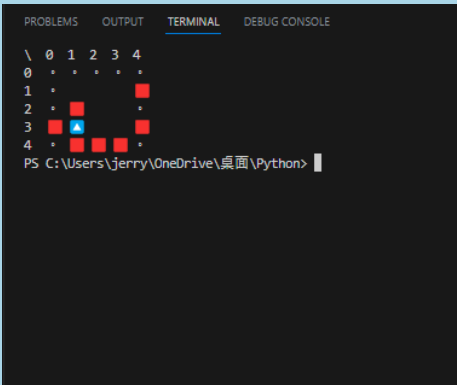 PROBLEMS OUTPUT TERMINAL DEBUG CONSOLE
\ 0 1 2 3 4
0 ∘ ∘ ∘ ∘ ∘
1 ∘ 🟥
2 ∘ 🟥 ∘
3 🟥 🔼 🟥
4 ∘ 🟥 🟥 🟥 ∘
PS C:\Users\jerry\OneDrive\桌面\Python>